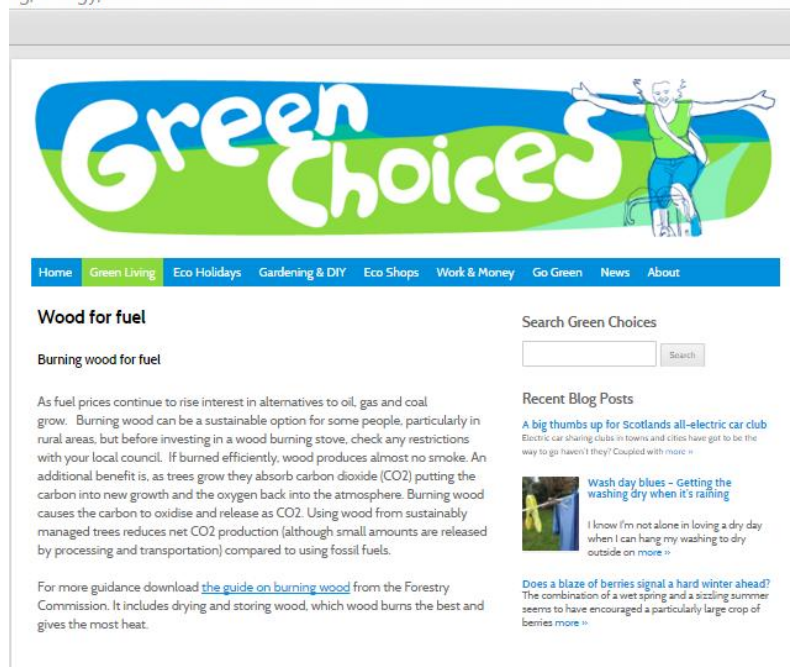 Green
Choices
Home Green Living Eco Holidays Gardening & DIY Eco Shops Work & Money Go Green News About
Wood for fuel
Burning wood for fuel
As fuel prices continue to rise interest in alternatives to oil, gas and coal
grow. Burning wood can be a sustainable option for some people, particularly in
rural areas, but before investing in a wood burning stove, check any restrictions
with your local council. If burned efficiently, wood produces almost no smoke. An
additional benefit is, as trees grow they absorb carbon dioxide (CO2) putting the
carbon into new growth and the oxygen back into the atmosphere. Burning wood
causes the carbon to oxidise and release as CO2. Using wood from sustainably
managed trees reduces net CO2 production (although small amounts are released
by processing and transportation) compared to using fossil fuels.
For more guidance download the guide on burning wood from the Forestry
Commission. It includes drying and storing wood, which wood burns the best and
gives the most heat.
Search Green Choices
Search
Recent Blog Posts
A big thumbs up for Scotlands all-electric car club
Electric car sharing clubs in towns and cities have got to be the
way to go haven't they? Coupled with more »
Wash day blues – Getting the
washing dry when it's raining
I know I'm not alone in loving a dry day
when I can hang my washing to dry
outside on more »
Does a blaze of berries signal a hard winter ahead?
The combination of a wet spring and a sizzling summer
seems to have encouraged a particularly large crop of
berries more »